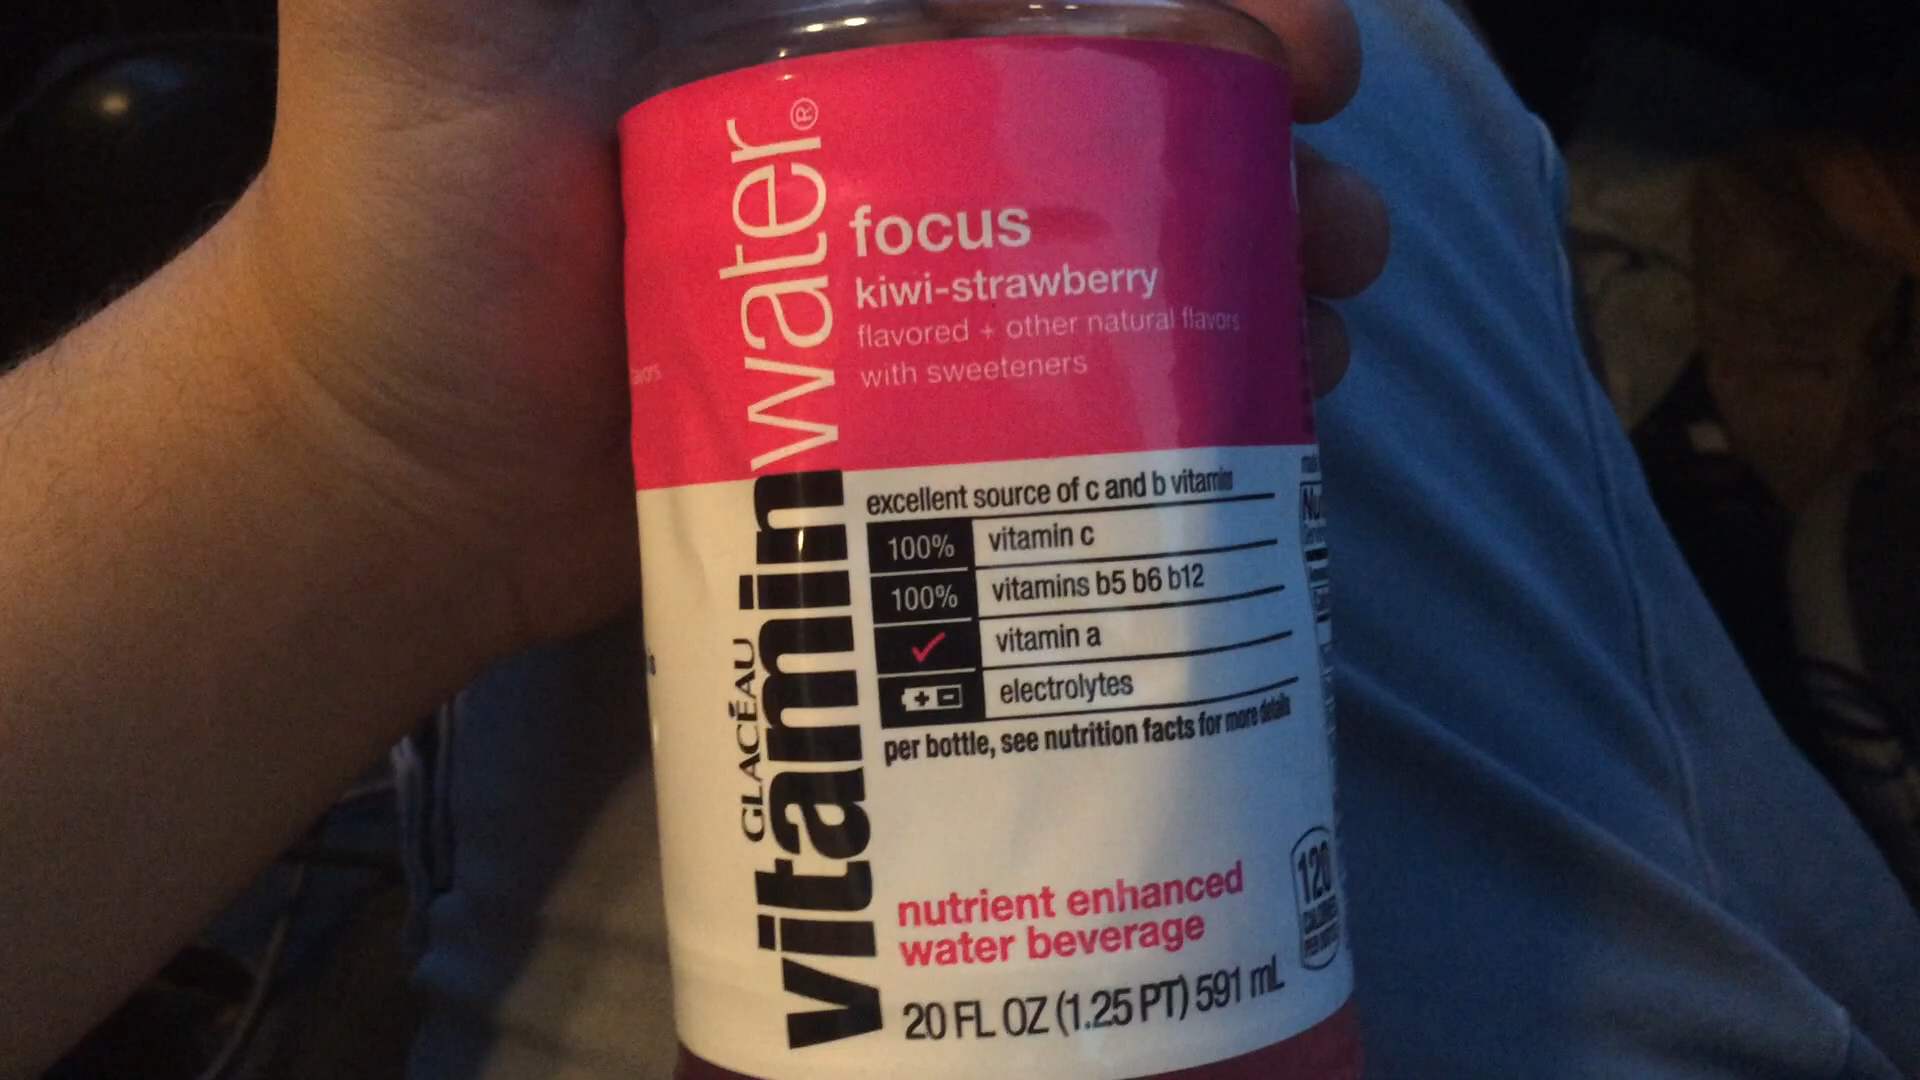 GLACÉAU
vitaminwater®
focus
kiwi-strawberry
flavored + other natural flavors
with sweeteners
excellent source of c and b vitamins
100% vitamin c
100% vitamins b5 b6 b12
✓ vitamin a
+ - electrolytes
per bottle, see nutrition facts for more details
nutrient enhanced
water beverage
20 FL OZ (1.25 PT) 591 mL
120
CALORIES